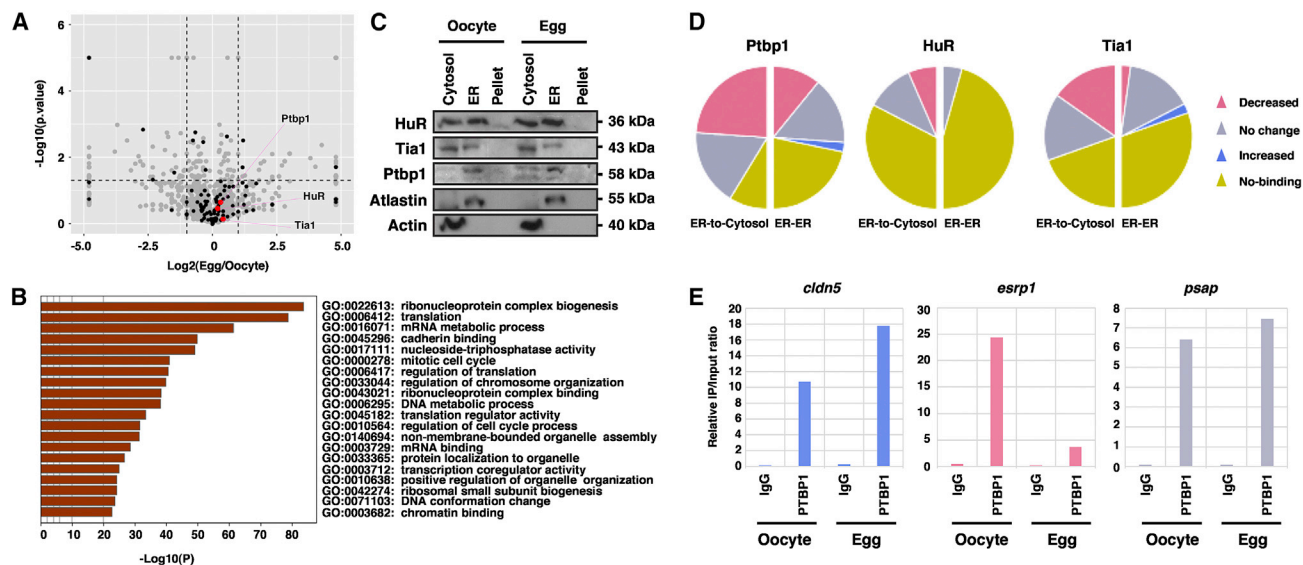 A
6
4
2
0
-Log10(p.value)
Ptbp1
HuR
Tia1
-5.0
-2.5
0.0
2.5
5.0
Log2(Egg/Oocyte)
B
GO:0022613: ribonucleoprotein complex biogenesis
GO:0006412: translation
GO:0016071: mRNA metabolic process
GO:0045296: cadherin binding
GO:0017111: nucleoside-triphosphatase activity
GO:0000278: mitotic cell cycle
GO:0006417: regulation of translation
GO:0033044: regulation of chromosome organization
GO:0043021: ribonucleoprotein complex binding
GO:0006295: DNA metabolic process
GO:0045182: translation regulator activity
GO:0010564: regulation of cell cycle process
GO:0140694: non-membrane-bounded organelle assembly
GO:0003729: mRNA binding
GO:0033365: protein localization to organelle
GO:0003712: transcription coregulator activity
GO:0010638: positive regulation of organelle organization
GO:0042274: ribosomal small subunit biogenesis
GO:0071103: DNA conformation change
GO:0003682: chromatin binding
0 10 20 30 40 50 60 70 80
-Log10(P)
C
Oocyte Egg
Cytosol ER Pellet Cytosol ER Pellet
HuR 36 kDa
Tia1 43 kDa
Ptbp1 58 kDa
Atlastin 55 kDa
Actin 40 kDa
D
Ptbp1 HuR Tia1
Decreased
No change
Increased
No-binding
ER-to-Cytosol ER-ER ER-to-Cytosol ER-ER ER-to-Cytosol ER-ER
E
cldn5
Relative IP/Input ratio
20
18
16
14
12
10
8
6
4
2
0
IgG PTBP1 IgG PTBP1
Oocyte Egg
esrp1
30
25
20
15
10
5
0
IgG PTBP1 IgG PTBP1
Oocyte Egg
psap
8
7
6
5
4
3
2
1
0
IgG PTBP1 IgG PTBP1
Oocyte Egg